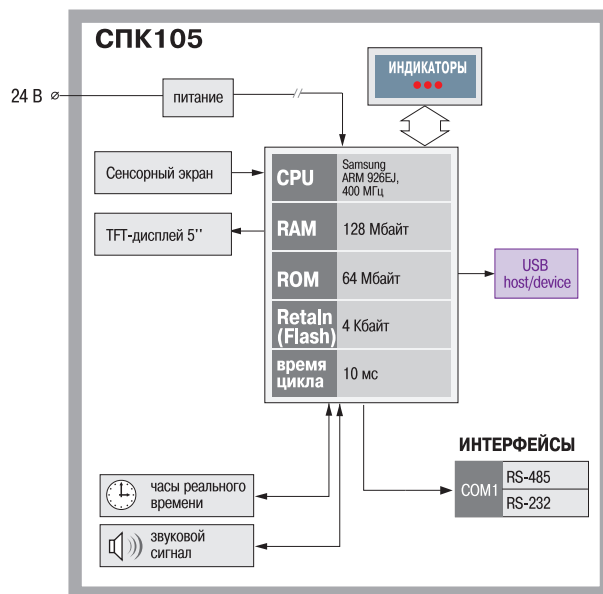 СПК105
ИНДИКАТОРЫ
24 В
питание
Сенсорный экран
TFT-дисплей 5''
CPU
Samsung
ARM 926EJ,
400 МГц
RAM
128 Мбайт
ROM
64 Мбайт
Retain
(Flash)
4 Кбайт
время
цикла
10 мс
USB
host/device
ИНТЕРФЕЙСЫ
COM1
RS-485
RS-232
часы реального
времени
звуковой
сигнал